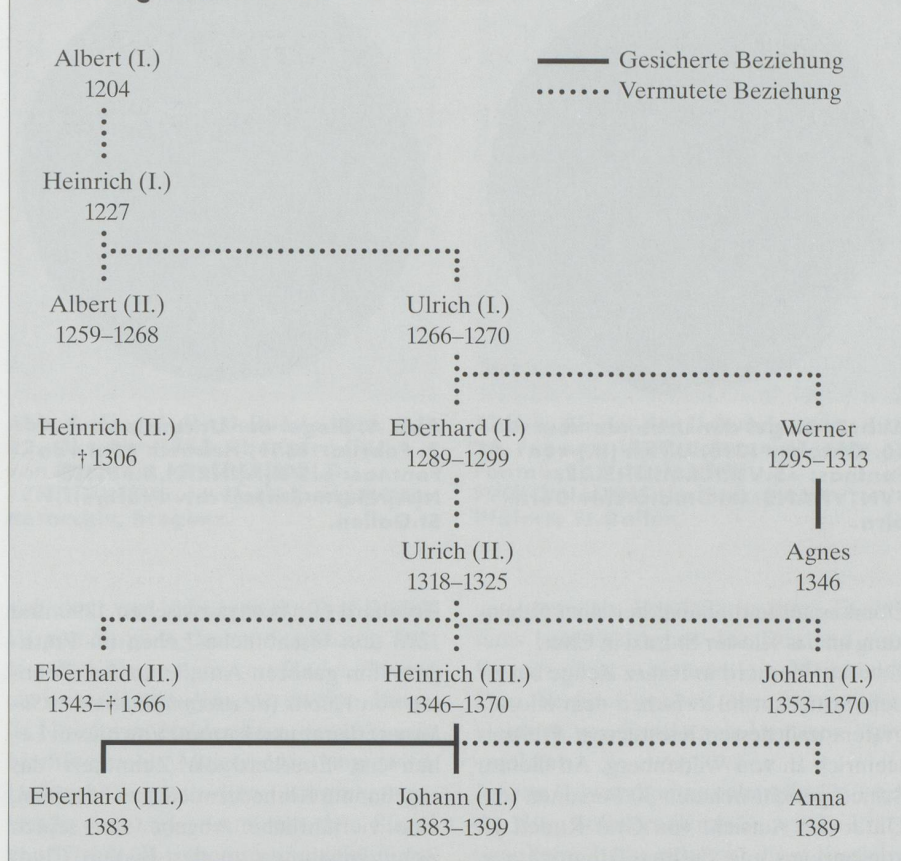 Albert (I.)
1204
Gesicherte Beziehung
Vermutete Beziehung
Heinrich (I.)
1227
Albert (II.)
1259–1268
Ulrich (I.)
1266–1270
Heinrich (II.)
†1306
Eberhard (I.)
1289–1299
Werner
1295–1313
Ulrich (II.)
1318–1325
Agnes
1346
Eberhard (II.)
1343–†1366
Heinrich (III.)
1346–1370
Johann (I.)
1353–1370
Eberhard (III.)
1383
Johann (II.)
1383–1399
Anna
1389